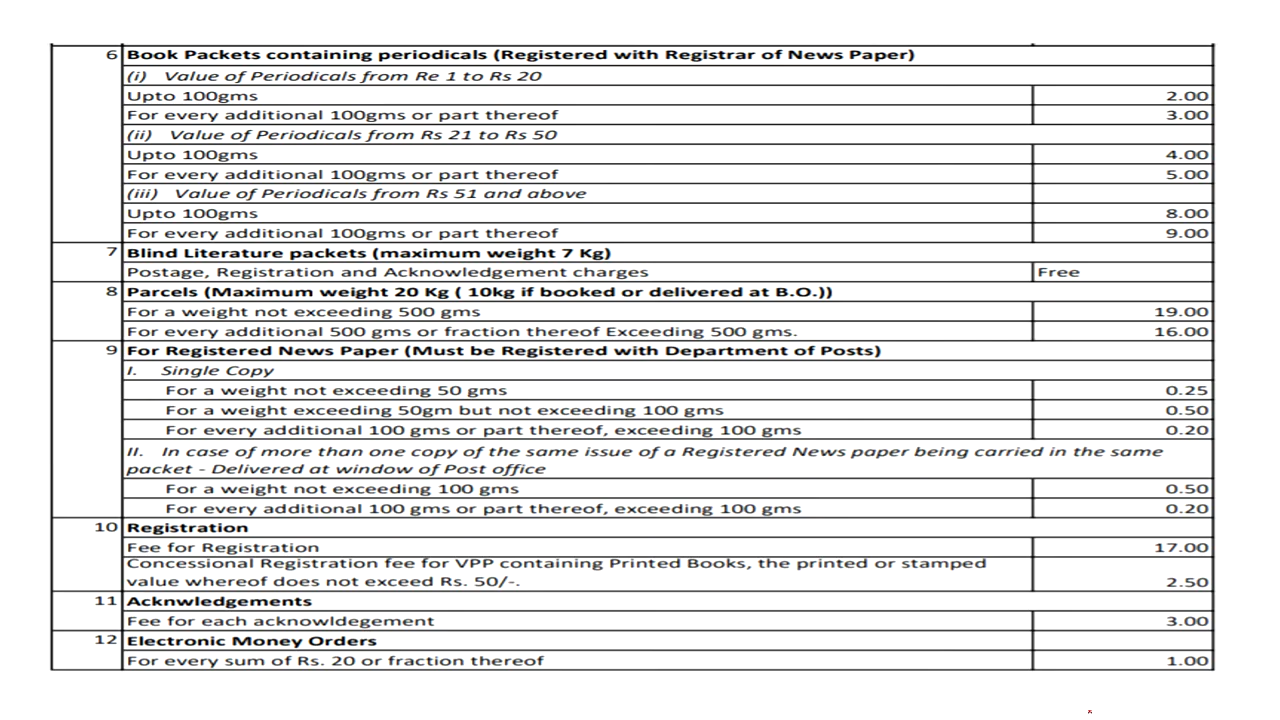 6 Book Packets containing periodicals (Registered with Registrar of News Paper)
(i) Value of Periodicals from Re 1 to Rs 20
Upto 100gms 2.00
For every additional 100gms or part thereof 3.00
(ii) Value of Periodicals from Rs 21 to Rs 50
Upto 100gms 4.00
For every additional 100gms or part thereof 5.00
(iii) Value of Periodicals from Rs 51 and above
Upto 100gms 8.00
For every additional 100gms or part thereof 9.00
7 Blind Literature packets (maximum weight 7 Kg)
Postage, Registration and Acknowledgement charges Free
8 Parcels (Maximum weight 20 Kg ( 10kg if booked or delivered at B.O.))
For a weight not exceeding 500 gms 19.00
For every additional 500 gms or fraction thereof Exceeding 500 gms. 16.00
9 For Registered News Paper (Must be Registered with Department of Posts)
I. Single Copy
For a weight not exceeding 50 gms 0.25
For a weight exceeding 50gm but not exceeding 100 gms 0.50
For every additional 100 gms or part thereof, exceeding 100 gms 0.20
II. In case of more than one copy of the same issue of a Registered News paper being carried in the same
packet - Delivered at window of Post office
For a weight not exceeding 100 gms 0.50
For every additional 100 gms or part thereof, exceeding 100 gms 0.20
10 Registration
Fee for Registration 17.00
Concessional Registration fee for VPP containing Printed Books, the printed or stamped
value whereof does not exceed Rs. 50/-. 2.50
11 Acknwledgements
Fee for each acknowldegement 3.00
12 Electronic Money Orders
For every sum of Rs. 20 or fraction thereof 1.00